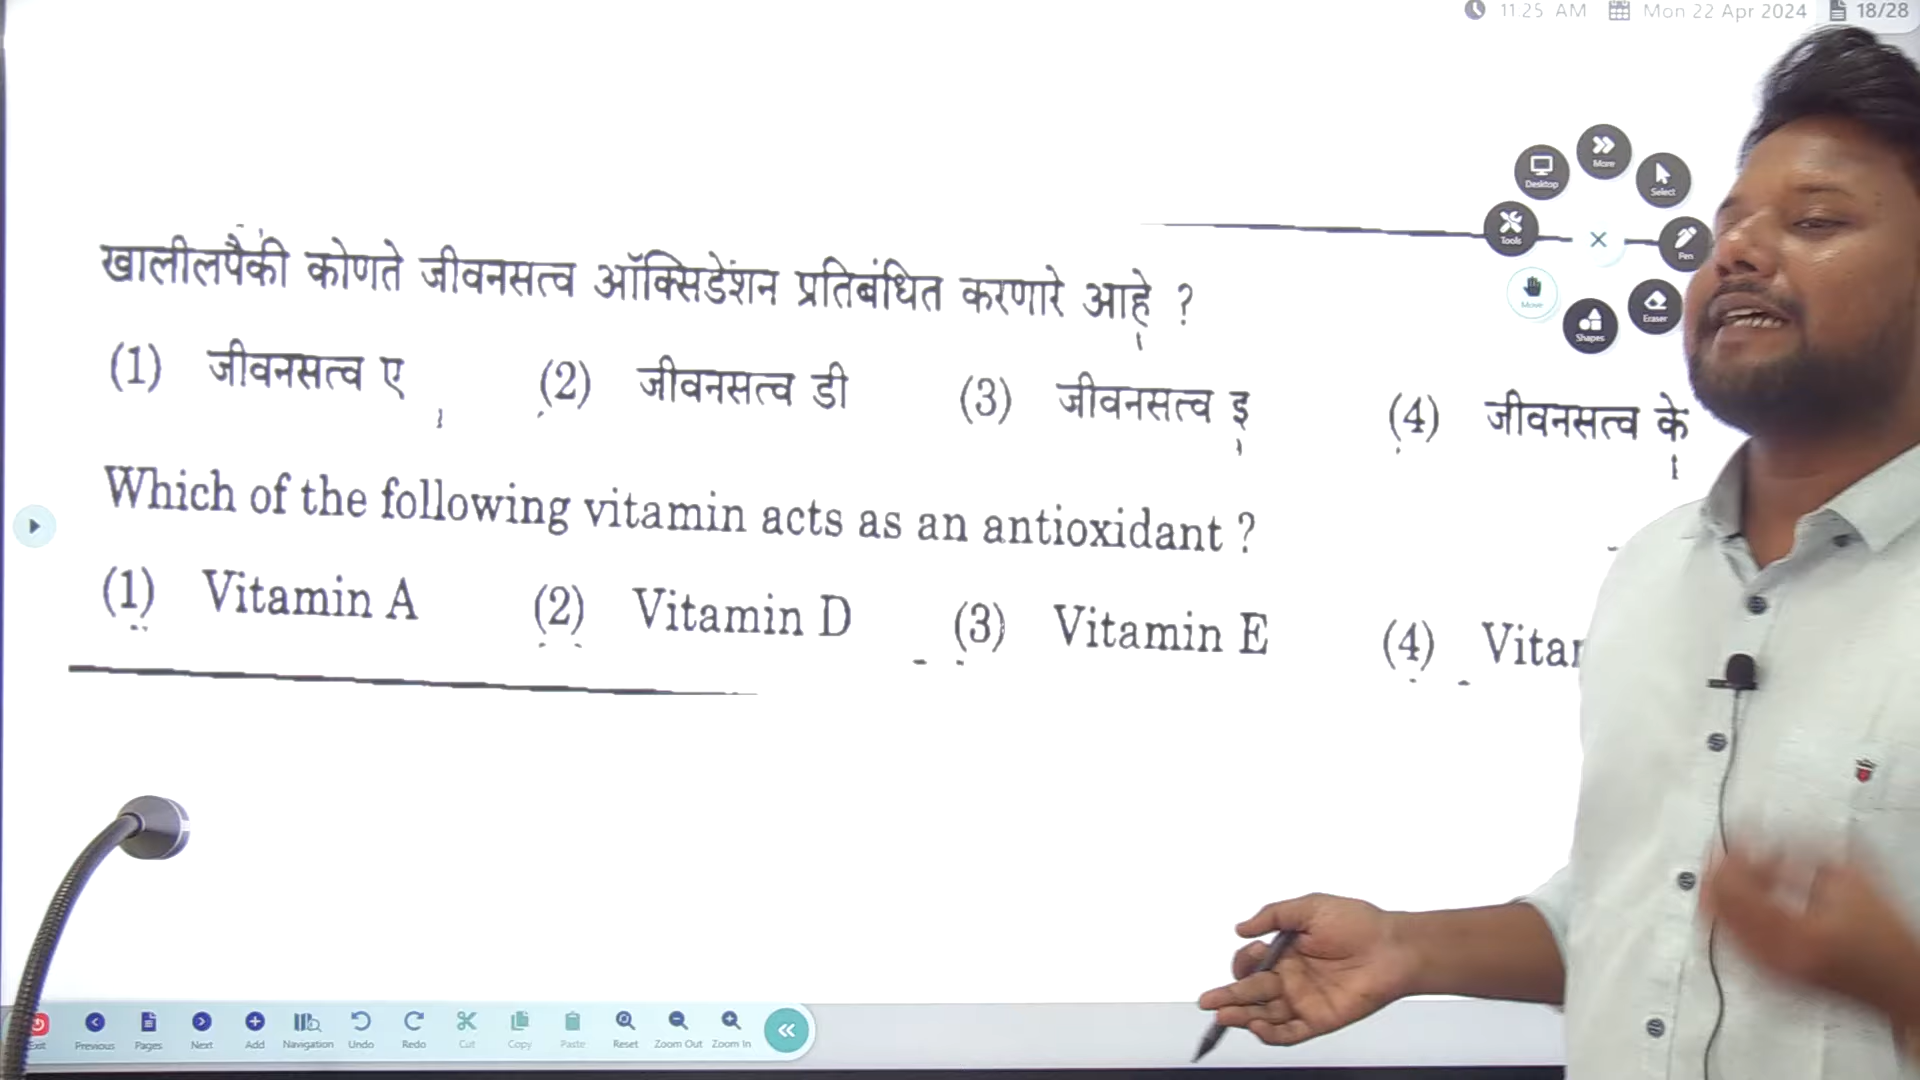 11:25 AM Mon 22 Apr 2024 18/28
More
Desktop
Select
Tools
Pen
Move
Eraser
Shapes
खालीलपैकी कोणते जीवनसत्व ऑक्सिडेंशन प्रतिबंधित करणारे आहे ?
(1) जीवनसत्व ए (2) जीवनसत्व डी (3) जीवनसत्व इ (4) जीवनसत्व के
Which of the following vitamin acts as an antioxidant ?
(1) Vitamin A (2) Vitamin D (3) Vitamin E (4)
Previous Pages Next Add Navigation Undo Redo Cut Copy Paste Reset Zoom Out Zoom In